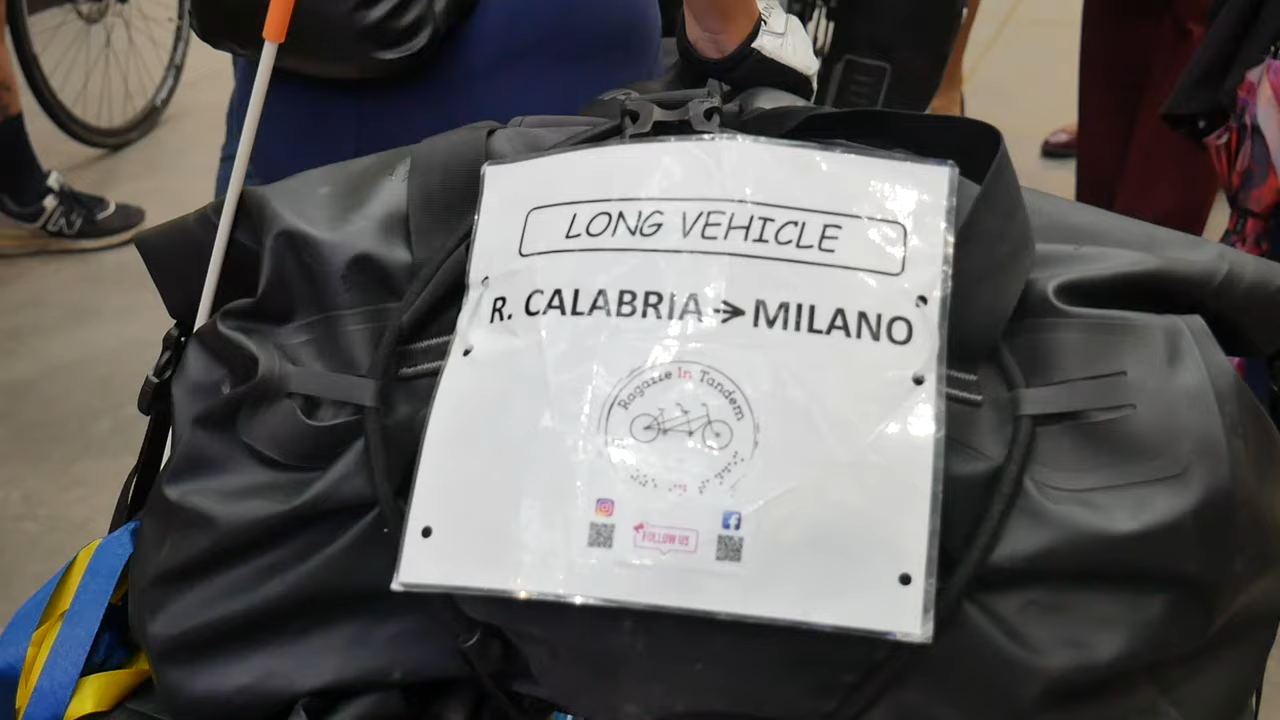 LONG VEHICLE
R. CALABRIA → MILANO
Ragazze In Tandem
FOLLOW US